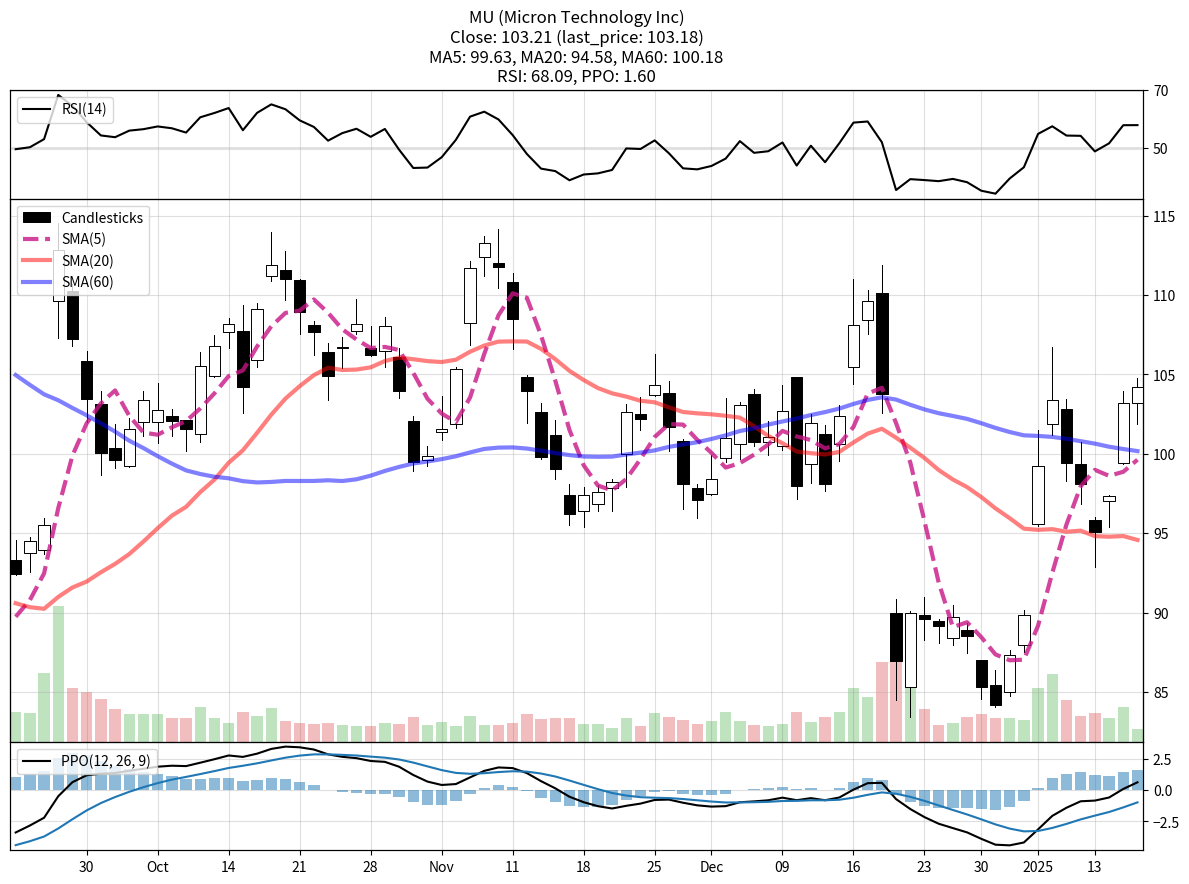 MU (Micron Technology Inc)
Close: 103.21 (last_price: 103.18)
MA5: 99.63, MA20: 94.58, MA60: 100.18
RSI: 68.09, PPO: 1.60
RSI(14)
70
50
Candlesticks
SMA(5)
SMA(20)
SMA(60)
115
110
105
100
95
90
85
PPO(12, 26, 9)
2.5
0.0
−2.5
30 Oct 14 21 28 Nov 11 18 25 Dec 09 16 23 30 2025 13